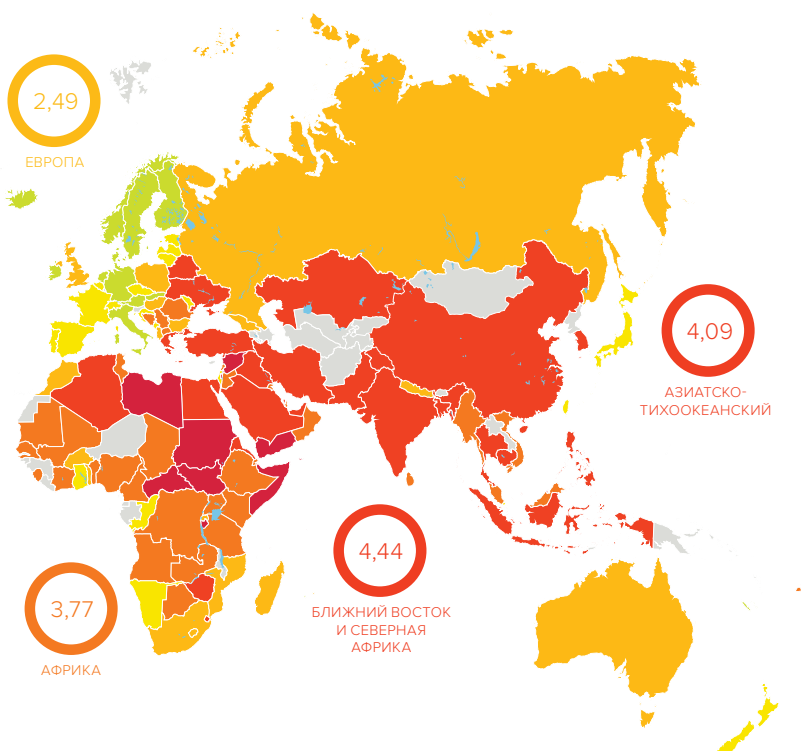 2,49
ЕВРОПА
4,09
АЗИАТСКО-
ТИХООКЕАНСКИЙ
4,44
БЛИЖНИЙ ВОСТОК
И СЕВЕРНАЯ
АФРИКА
3,77
АФРИКА